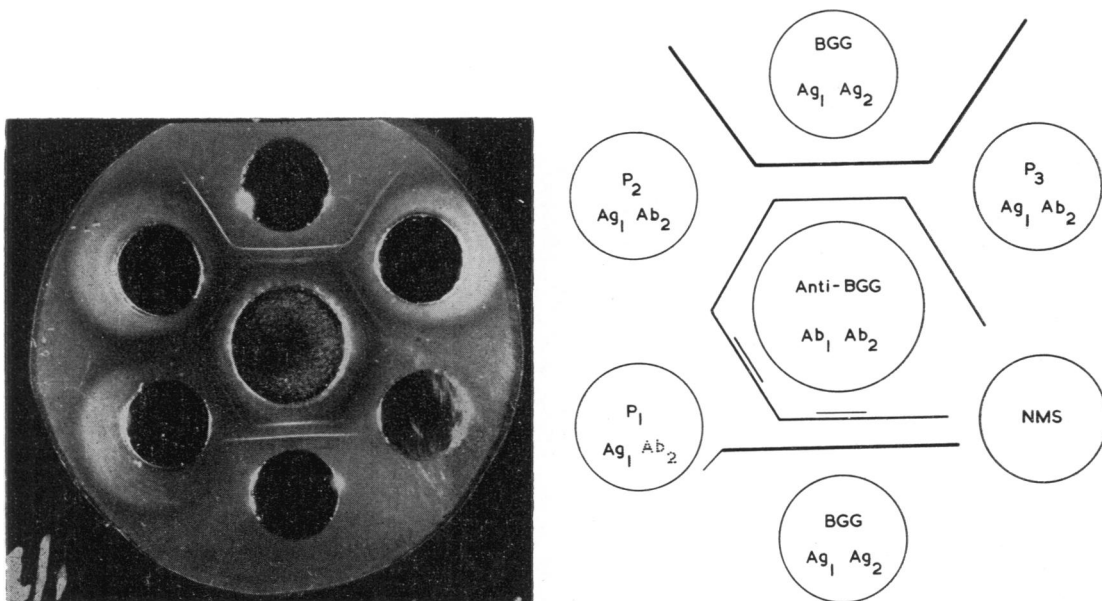 BGG
Ag₁ Ag₂
P₂
Ag₁ Ab₂
P₃
Ag₁ Ab₂
Anti-BGG
Ab₁ Ab₂
P₁
Ag₁ Ab₂
NMS
BGG
Ag₁ Ag₂